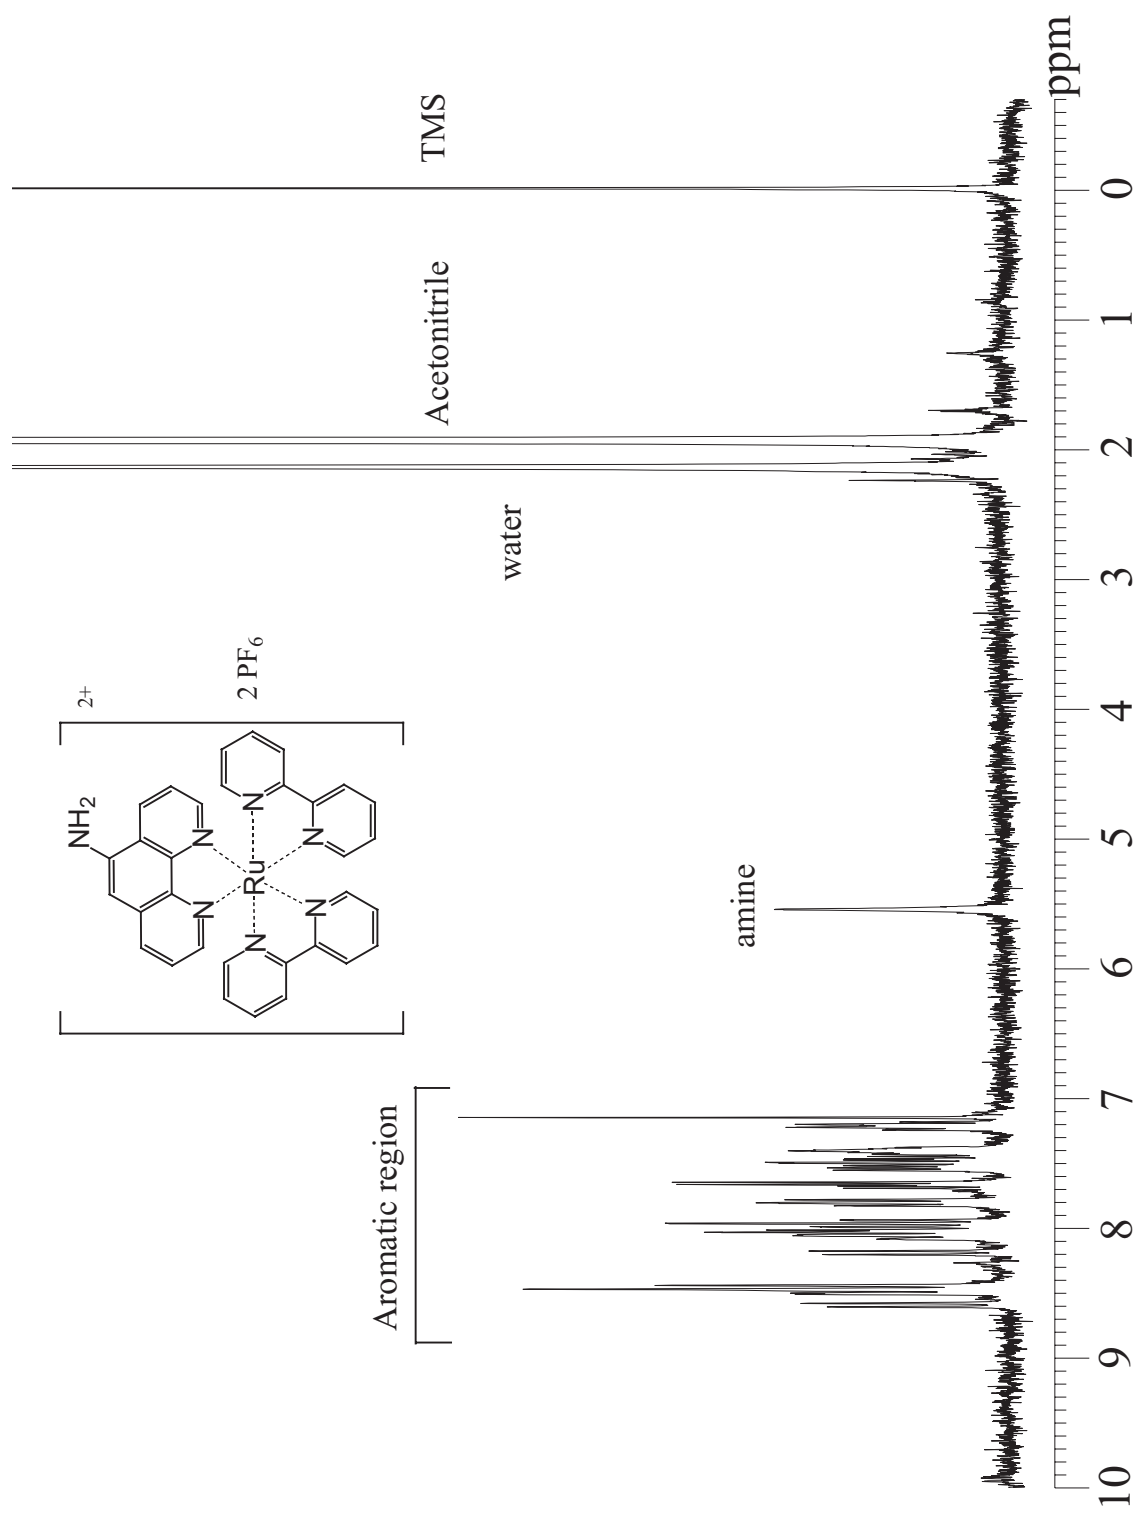 TMS
Acetonitrile
water
2+
2 PF6
NH2
N
N
N
Ru
N
N
N
amine
Aromatic region
ppm
10 9 8 7 6 5 4 3 2 1 0